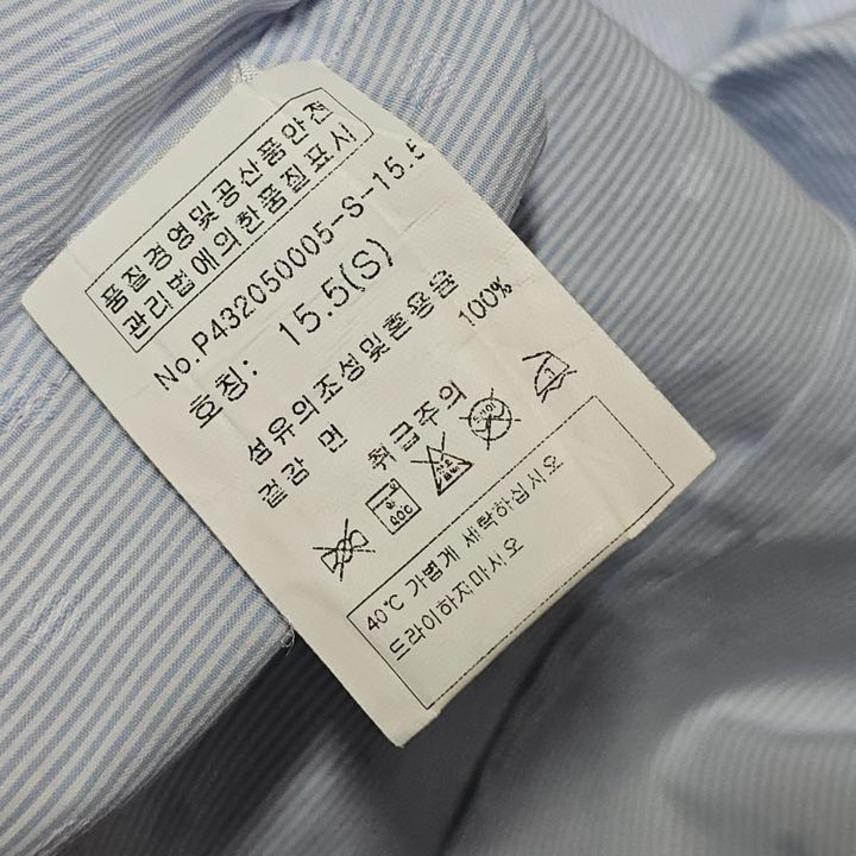 품질경영및공산품안전
관리법에의한품질표시
No.P432050005-S-15.5
호칭: 15.5(S)
섬유의조성및혼용율
겉감 면 100%
취급주의
드라이
40℃ 가볍게 세탁하십시오
드라이하지마시오